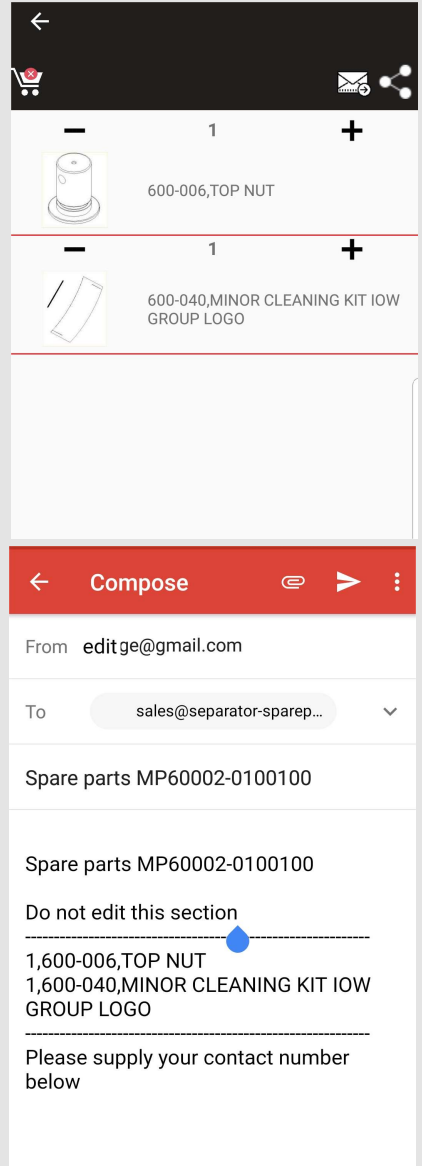 1
600-006,TOP NUT
1
600-040,MINOR CLEANING KIT IOW
GROUP LOGO
Compose
From editge@gmail.com
To sales@separator-sparep...
Spare parts MP60002-0100100
Spare parts MP60002-0100100
Do not edit this section
------------------------------------------------------------
1,600-006,TOP NUT
1,600-040,MINOR CLEANING KIT IOW
GROUP LOGO
------------------------------------------------------------
Please supply your contact number
below